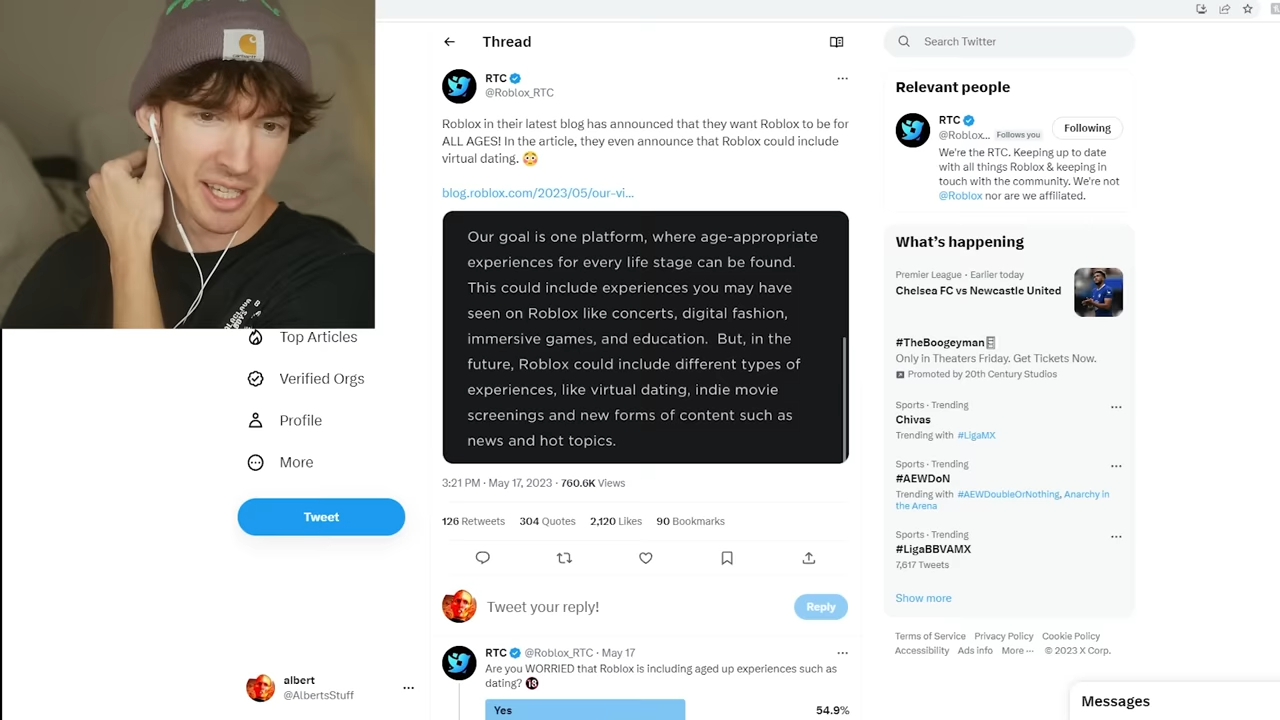 Thread
Search Twitter
RTC
@Roblox_RTC
Roblox in their latest blog has announced that they want Roblox to be for
ALL AGES! In the article, they even announce that Roblox could include
virtual dating. 😳
blog.roblox.com/2023/05/our-vi...
Our goal is one platform, where age-appropriate
experiences for every life stage can be found.
This could include experiences you may have
seen on Roblox like concerts, digital fashion,
immersive games, and education. But, in the
future, Roblox could include different types of
experiences, like virtual dating, indie movie
screenings and new forms of content such as
news and hot topics.
3:21 PM · May 17, 2023 · 760.6K Views
126 Retweets 304 Quotes 2,120 Likes 90 Bookmarks
Tweet your reply!
Reply
RTC @Roblox_RTC · May 17
Are you WORRIED that Roblox is including aged up experiences such as
dating? 🔞
Yes 54.9%
Top Articles
Verified Orgs
Profile
More
Tweet
albert
@AlbertsStuff
Relevant people
RTC
@Roblox... Follows you
Following
We're the RTC. Keeping up to date
with all things Roblox & keeping in
touch with the community. We're not
@Roblox nor are we affiliated.
What's happening
Premier League · Earlier today
Chelsea FC vs Newcastle United
#TheBoogeyman
Only in Theaters Friday. Get Tickets Now.
Promoted by 20th Century Studios
Sports · Trending
Chivas
Trending with #LigaMX
Sports · Trending
#AEWDoN
Trending with #AEWDoubleOrNothing, Anarchy in
the Arena
Sports · Trending
#LigaBBVAMX
7,617 Tweets
Show more
Terms of Service Privacy Policy Cookie Policy
Accessibility Ads info More ··· © 2023 X Corp.
Messages